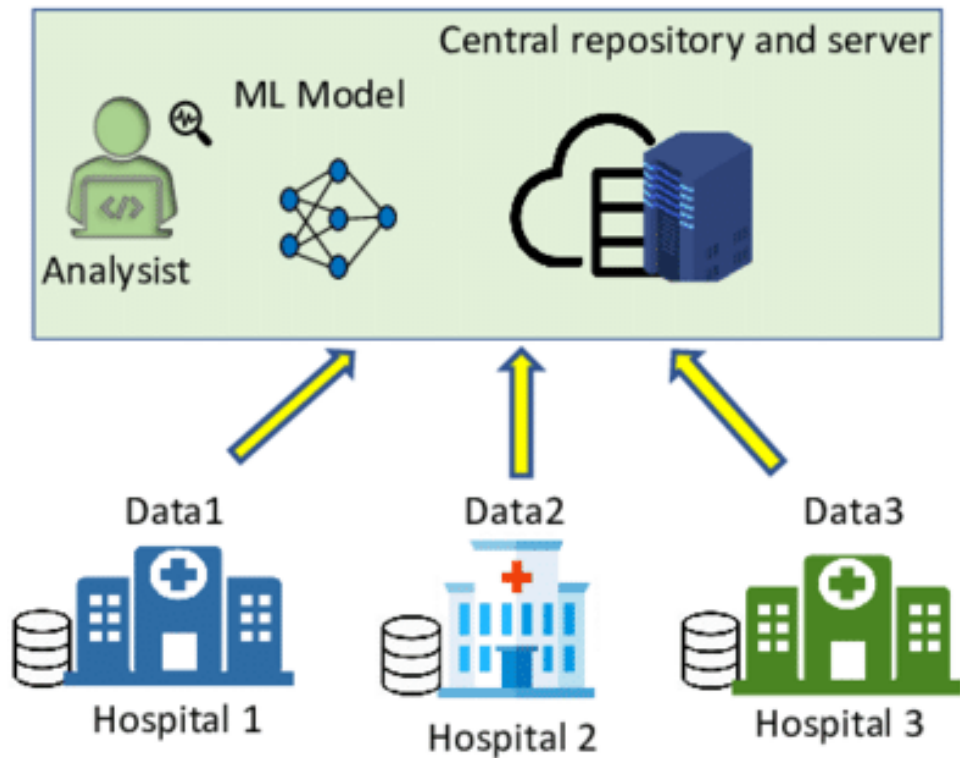 Central repository and server
ML Model
Analysist
Data1
Data2
Data3
Hospital 1
Hospital 2
Hospital 3